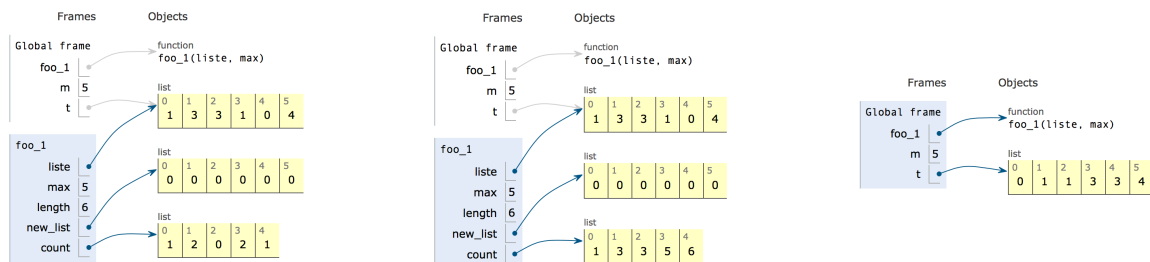 Frames Objects
Global frame
function
foo_1
foo_1(liste, max)
m 5
list
t
0 1 2 3 4 5
1 3 3 1 0 4
foo_1
liste
list
0 1 2 3 4 5
0 0 0 0 0 0
max 5
length 6
new_list
list
0 1 2 3 4
1 2 0 2 1
count
Frames Objects
Global frame
function
foo_1
foo_1(liste, max)
m 5
list
t
0 1 2 3 4 5
1 3 3 1 0 4
foo_1
liste
list
0 1 2 3 4 5
0 0 0 0 0 0
max 5
length 6
new_list
list
0 1 2 3 4
1 3 3 5 6
count
Frames Objects
Global frame
function
foo_1
foo_1(liste, max)
m 5
list
t
0 1 2 3 4 5
0 1 1 3 3 4